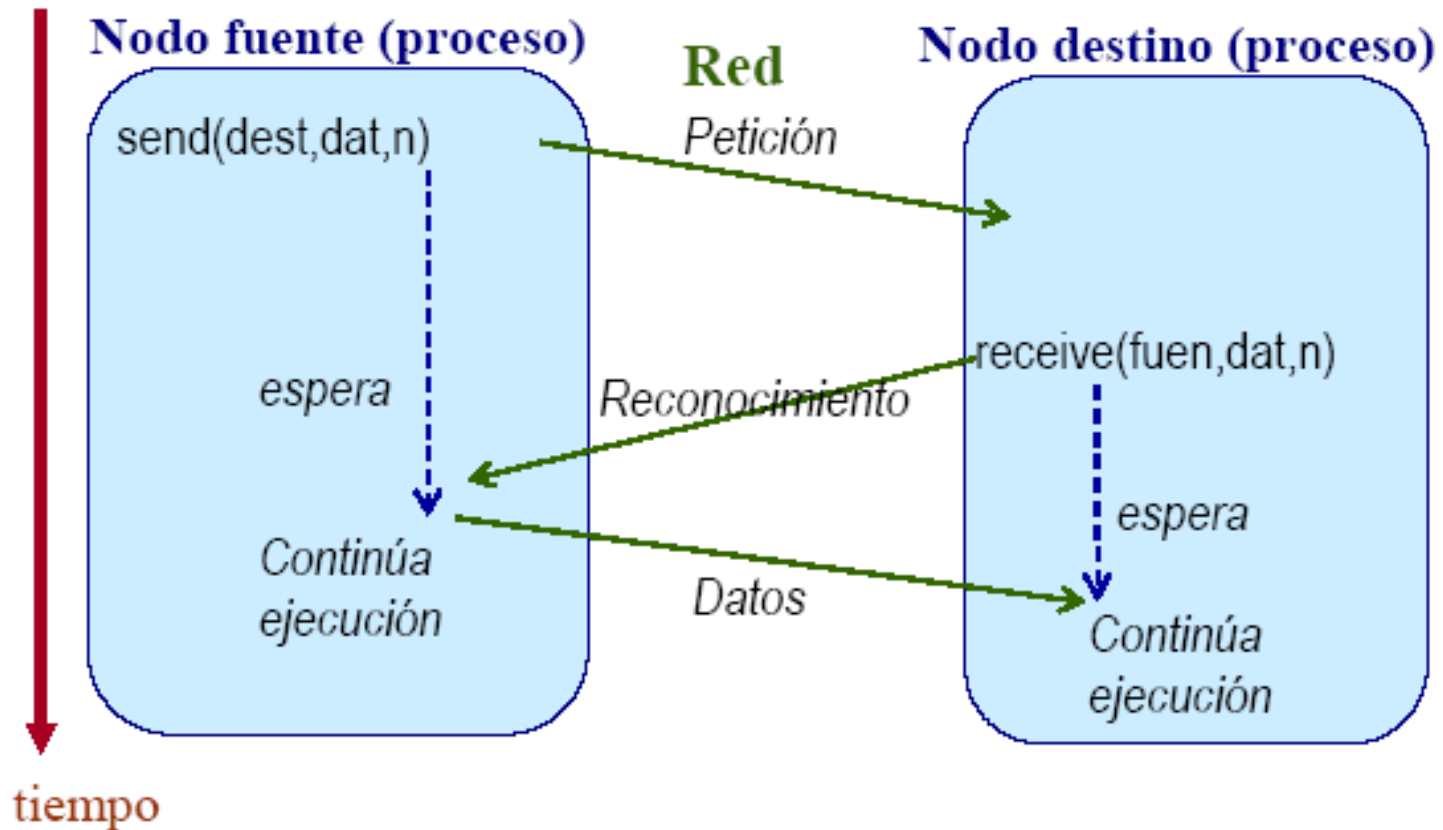 Nodo fuente (proceso)
Red
Nodo destino (proceso)
send(dest,dat,n)
Petición
receive(fuen,dat,n)
espera
Reconocimiento
espera
Continúa
ejecución
Datos
Continúa
ejecución
tiempo